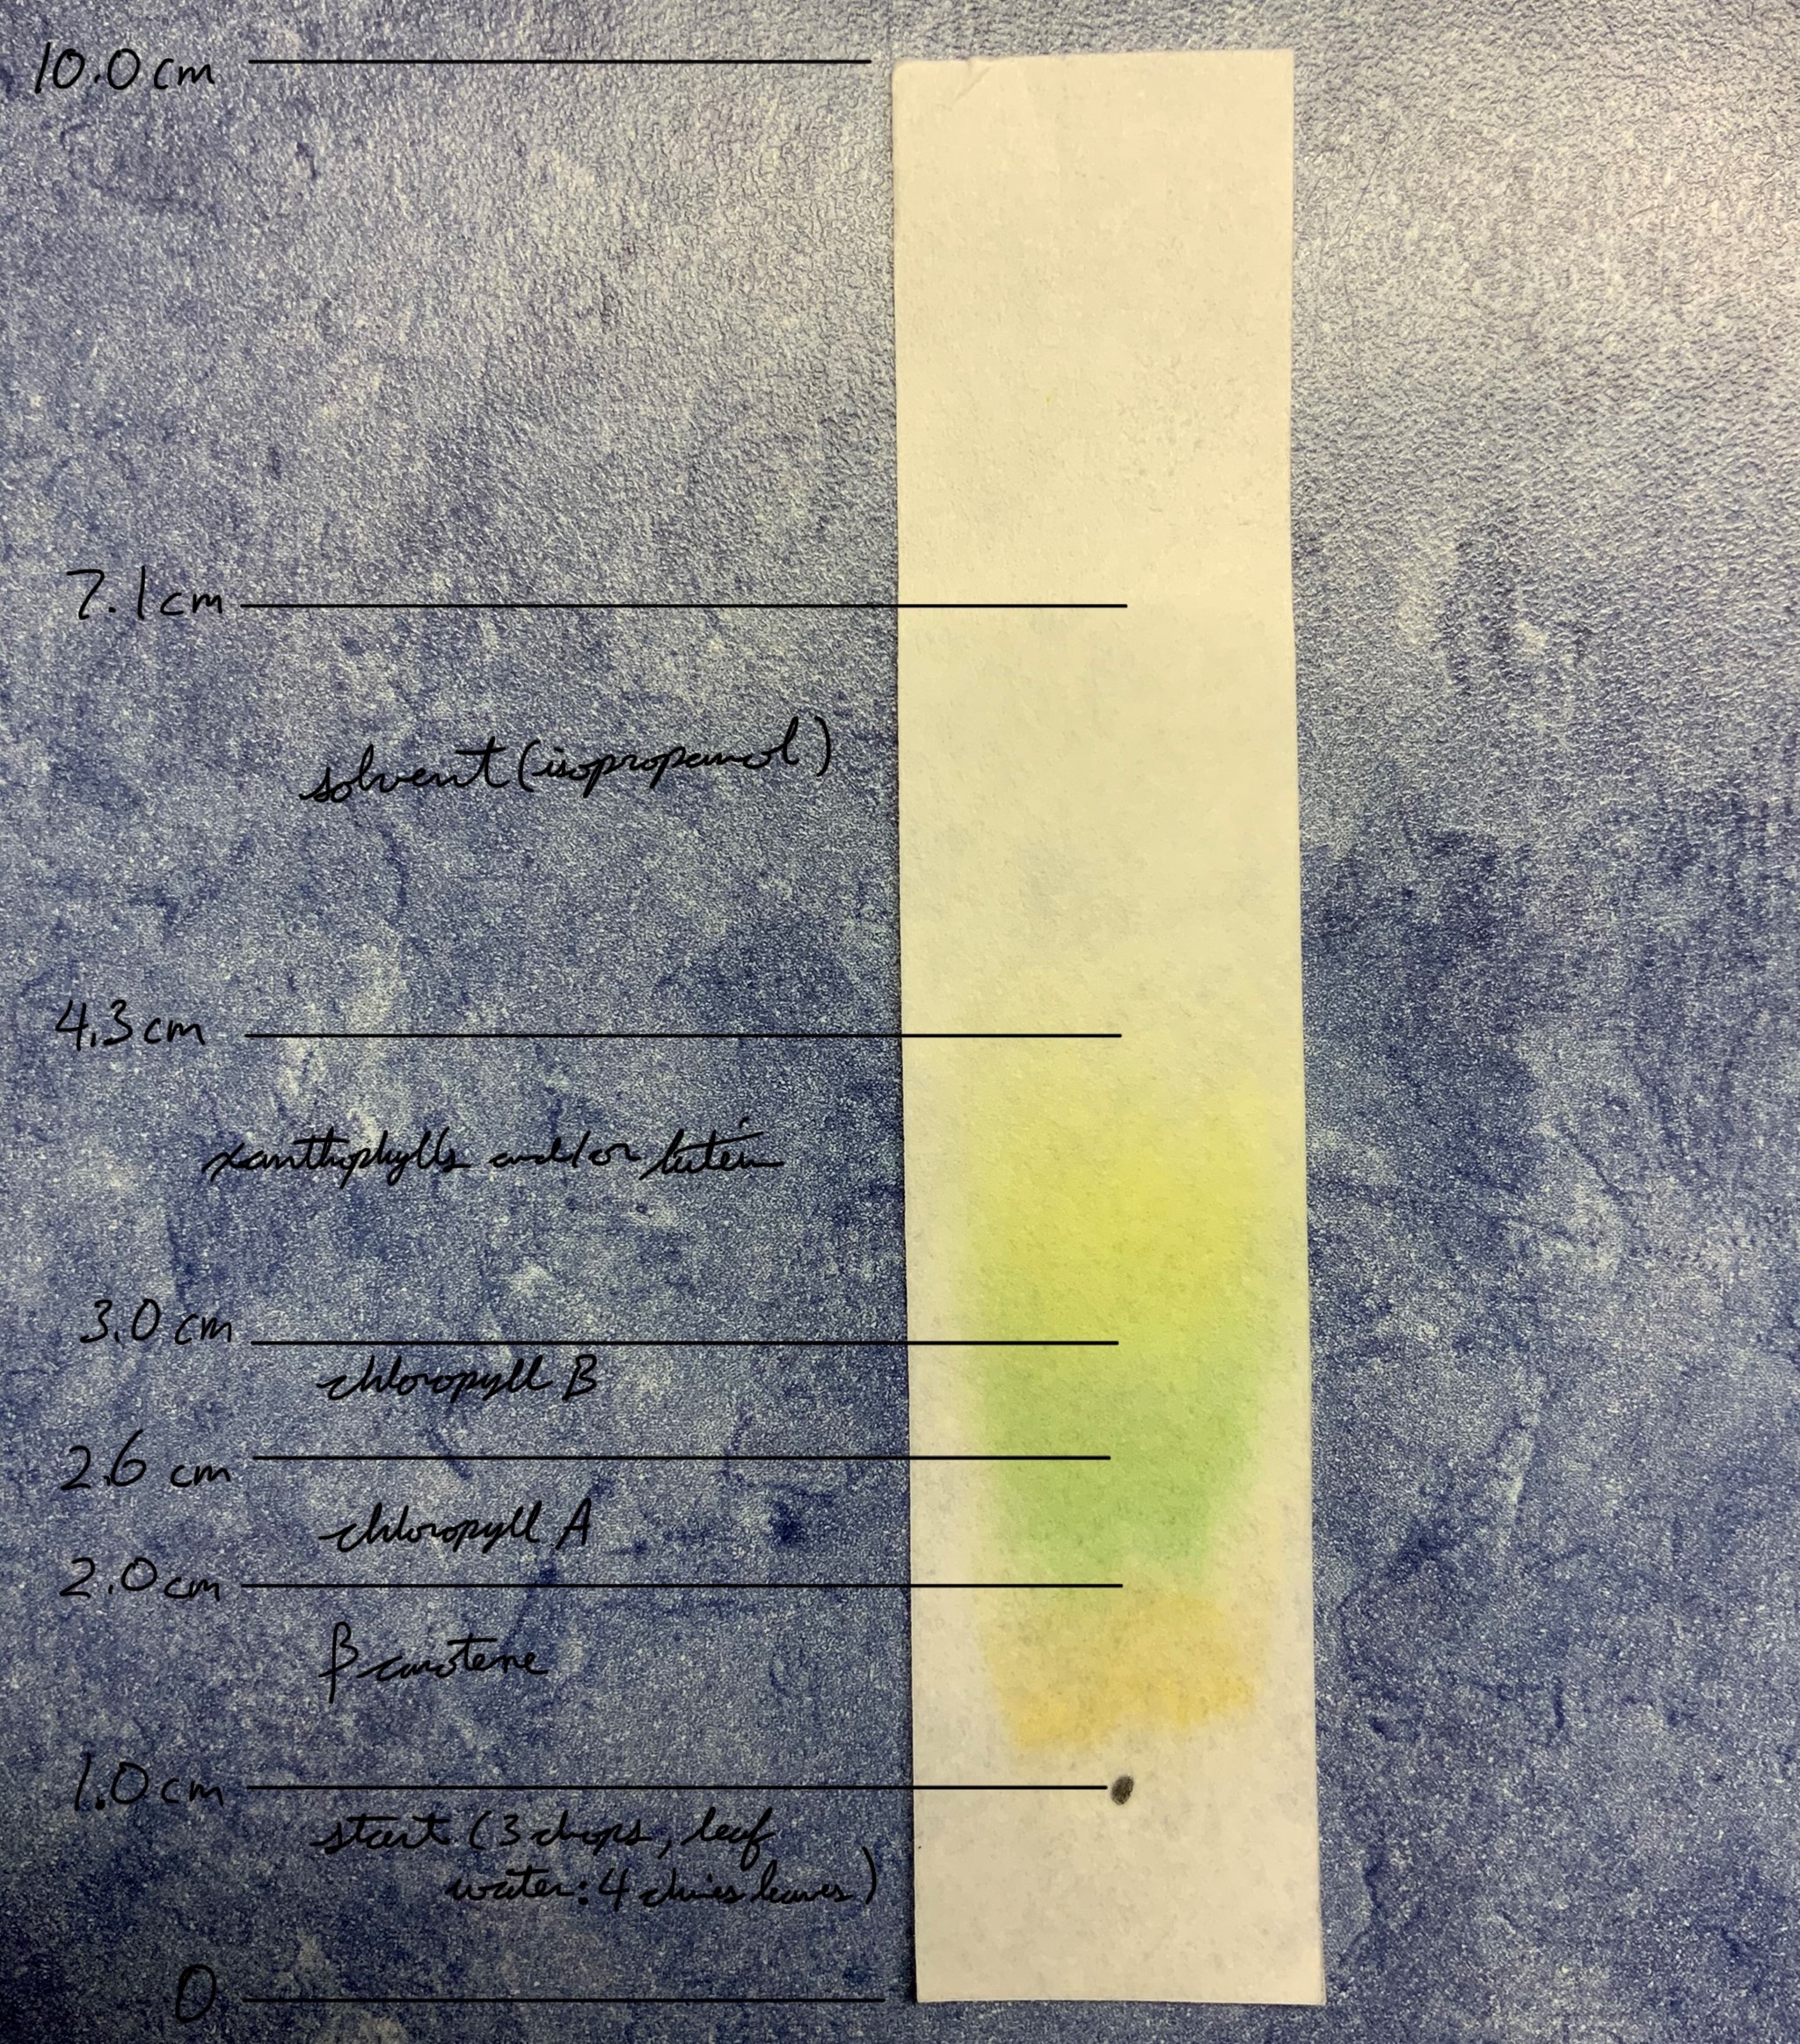 10.0 cm
7.1 cm
solvent (isopropanol)
4.3 cm
xanthophylls and/or lutein
3.0 cm
chloropyll B
2.6 cm
chloropyll A
2.0 cm
β carotene
1.0 cm
start (3 drops, leaf
water: 4 chives leaves)
0